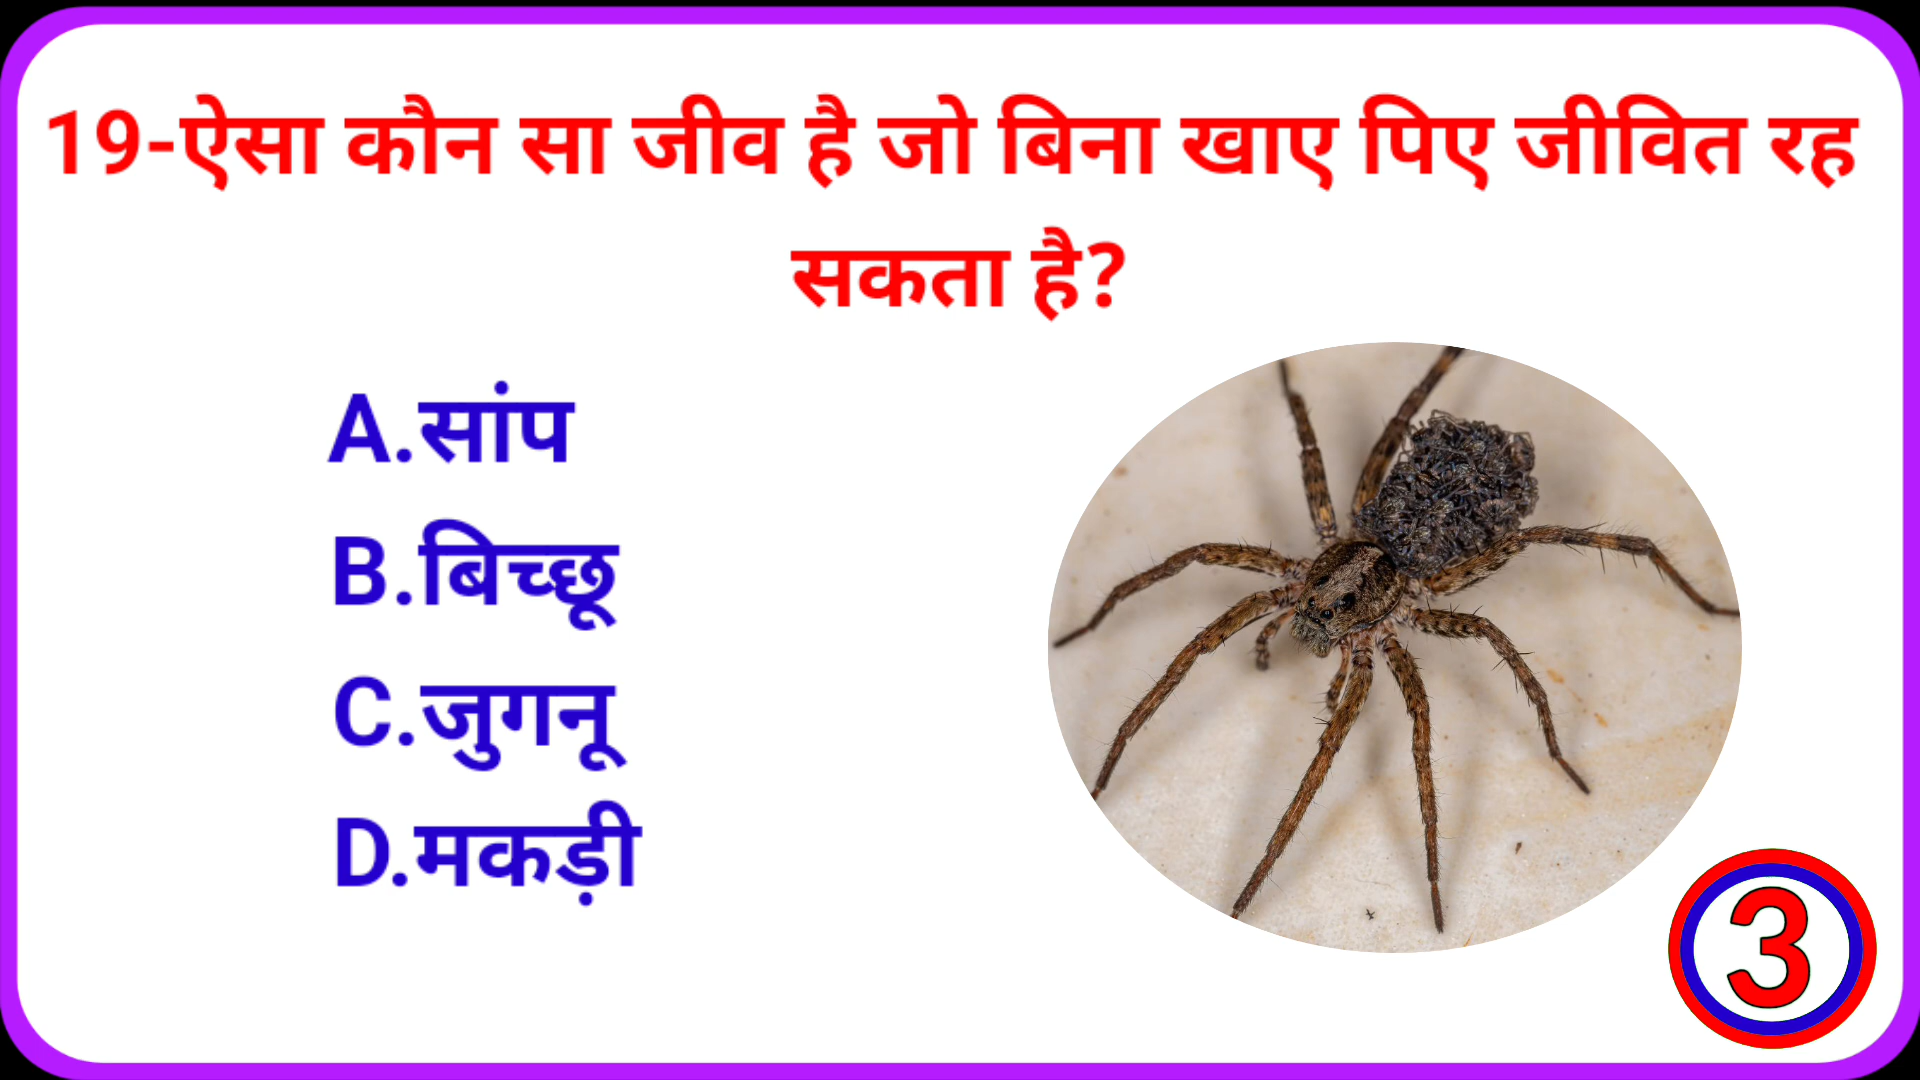 19-ऐसा कौन सा जीव है जो बिना खाए पिए जीवित रह
सकता है?
A.सांप
B.बिच्छू
C.जुगनू
D.मकड़ी
3